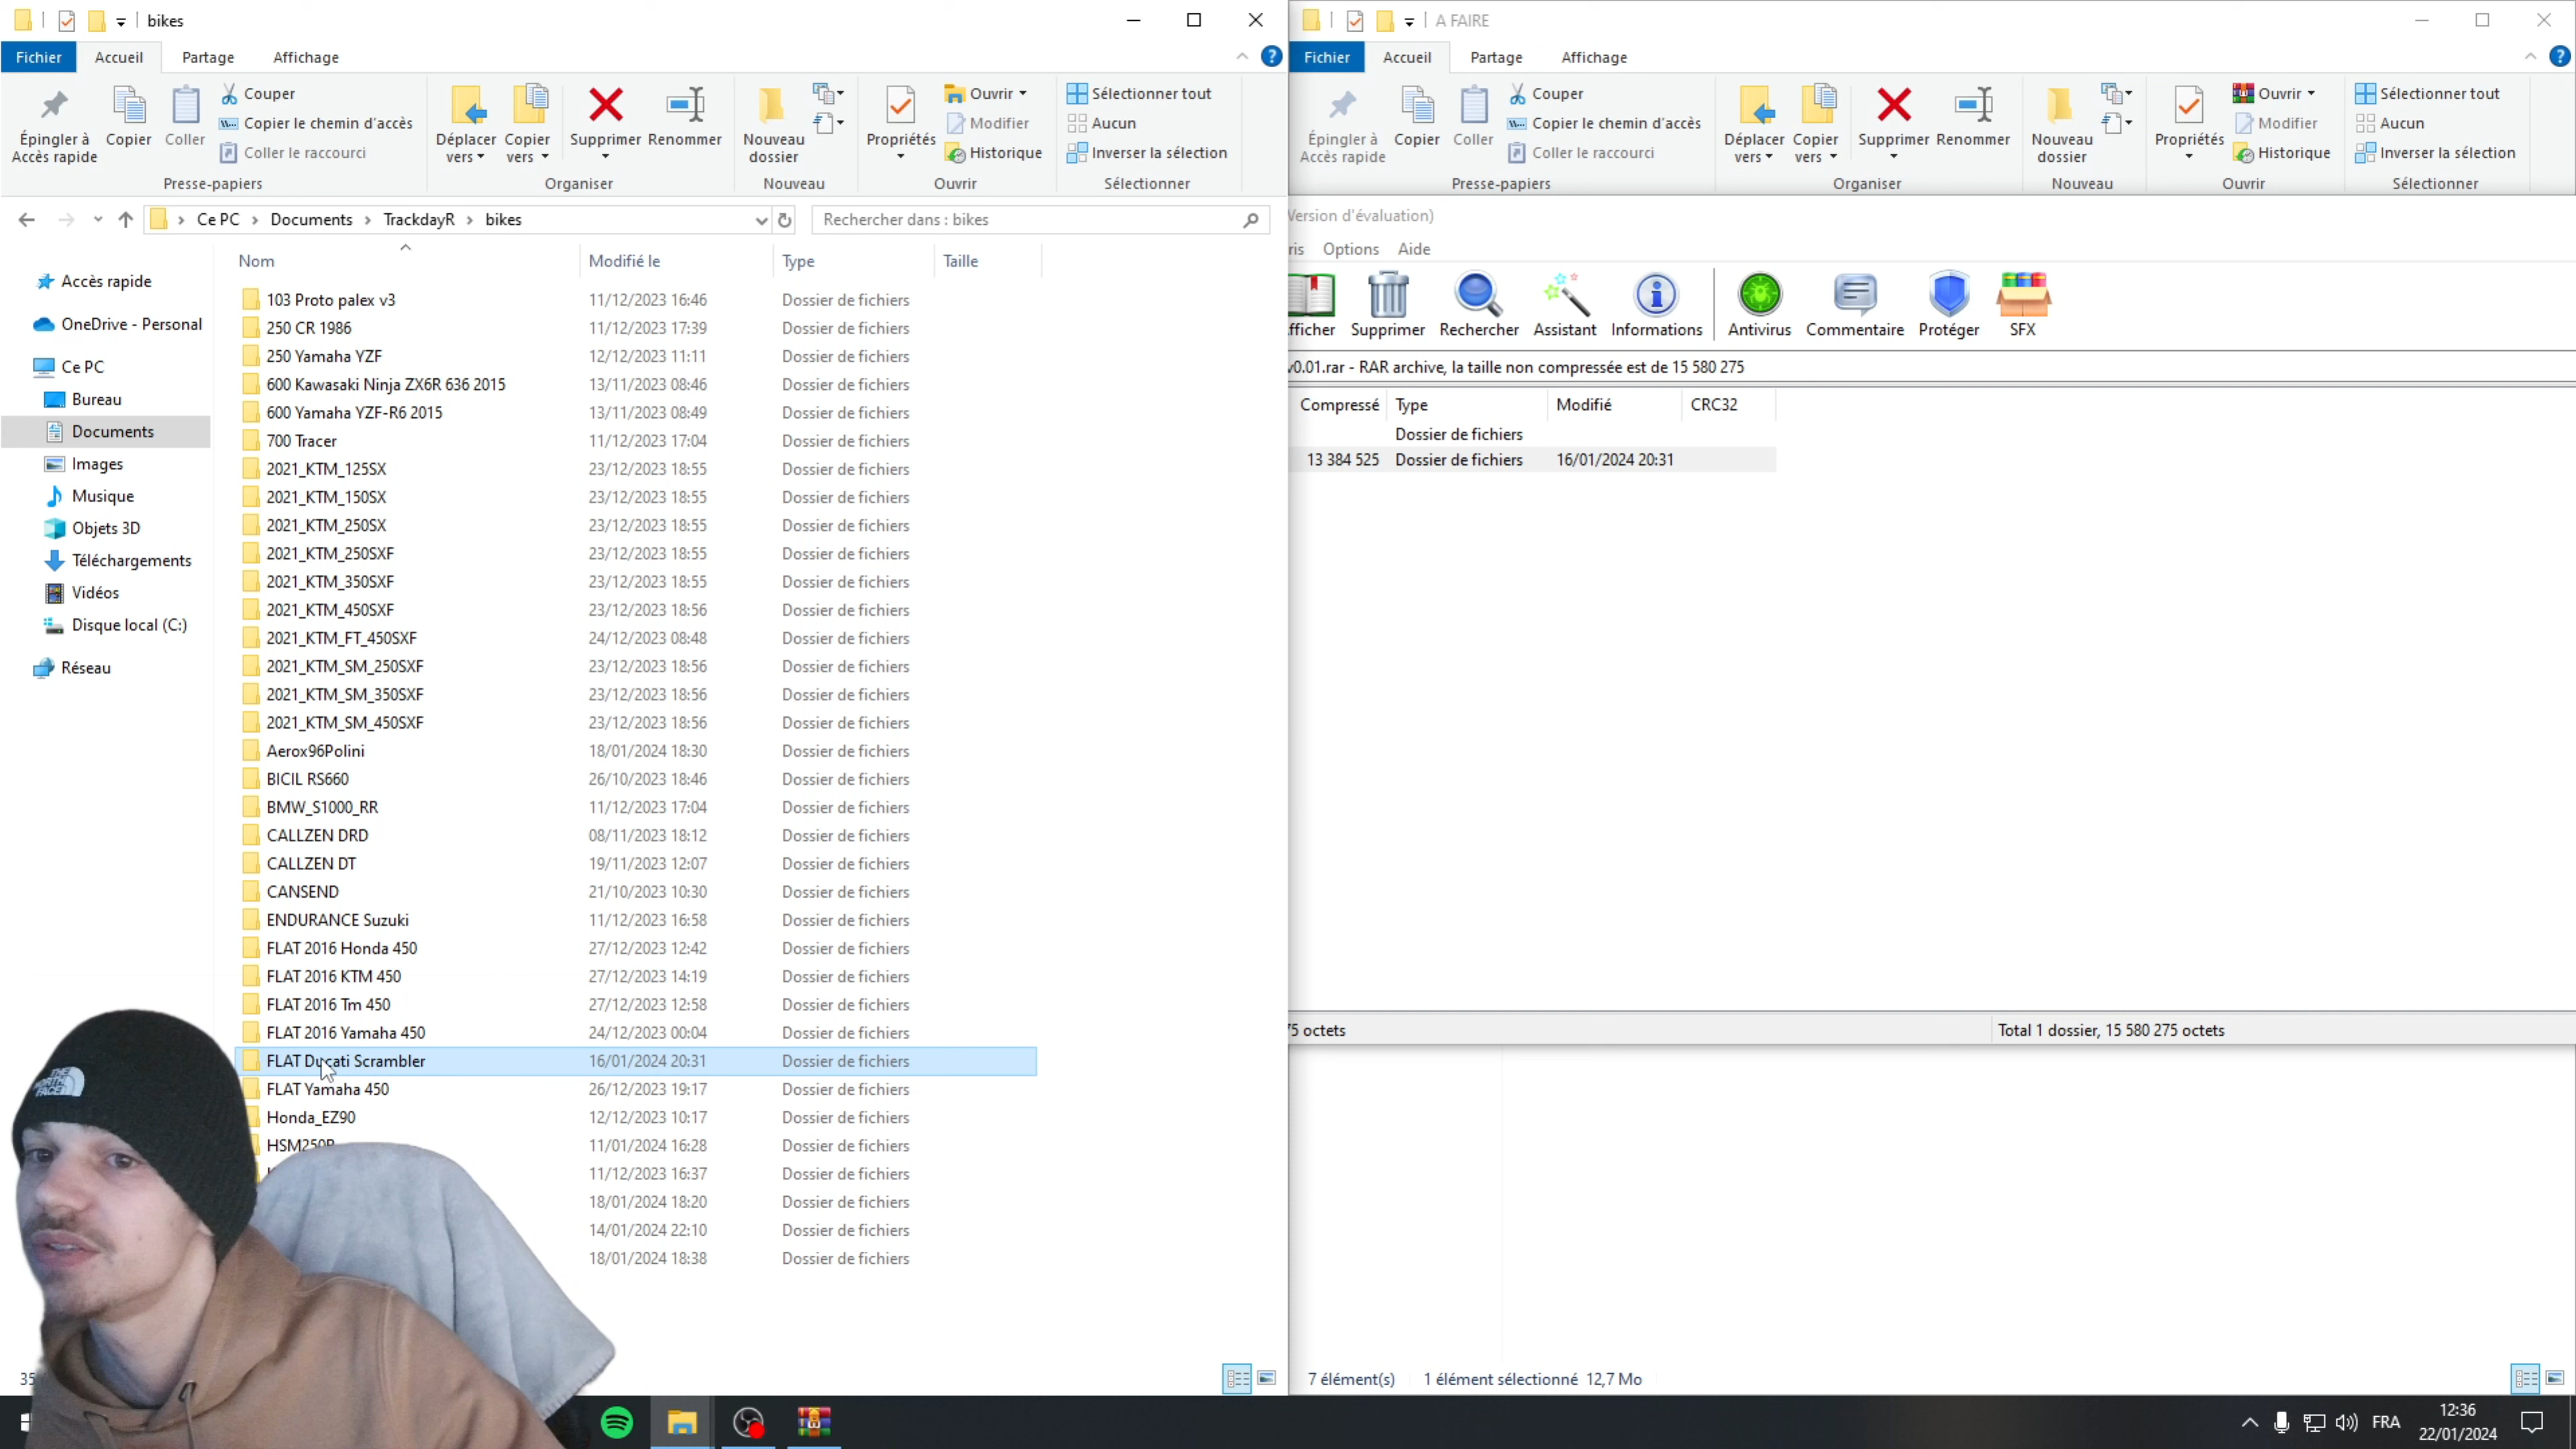 bikes
Fichier Accueil Partage Affichage
Épingler à Accès rapide
Copier
Coller
Couper
Copier le chemin d'accès
Coller le raccourci
Déplacer vers
Copier vers
Supprimer
Renommer
Nouveau dossier
Propriétés
Ouvrir
Modifier
Historique
Sélectionner tout
Aucun
Inverser la sélection
Presse-papiers Organiser Nouveau Ouvrir Sélectionner
Ce PC > Documents > TrackdayR > bikes
Rechercher dans : bikes
Accès rapide
OneDrive - Personal
Ce PC
Bureau
Documents
Images
Musique
Objets 3D
Téléchargements
Vidéos
Disque local (C:)
Réseau
Nom Modifié le Type Taille
103 Proto palex v3 11/12/2023 16:46 Dossier de fichiers
250 CR 1986 11/12/2023 17:39 Dossier de fichiers
250 Yamaha YZF 12/12/2023 11:11 Dossier de fichiers
600 Kawasaki Ninja ZX6R 636 2015 13/11/2023 08:46 Dossier de fichiers
600 Yamaha YZF-R6 2015 13/11/2023 08:49 Dossier de fichiers
700 Tracer 11/12/2023 17:04 Dossier de fichiers
2021_KTM_125SX 23/12/2023 18:55 Dossier de fichiers
2021_KTM_150SX 23/12/2023 18:55 Dossier de fichiers
2021_KTM_250SX 23/12/2023 18:55 Dossier de fichiers
2021_KTM_250SXF 23/12/2023 18:55 Dossier de fichiers
2021_KTM_350SXF 23/12/2023 18:55 Dossier de fichiers
2021_KTM_450SXF 23/12/2023 18:56 Dossier de fichiers
2021_KTM_FT_450SXF 24/12/2023 08:48 Dossier de fichiers
2021_KTM_SM_250SXF 23/12/2023 18:56 Dossier de fichiers
2021_KTM_SM_350SXF 23/12/2023 18:56 Dossier de fichiers
2021_KTM_SM_450SXF 23/12/2023 18:56 Dossier de fichiers
Aerox96Polini 18/01/2024 18:30 Dossier de fichiers
BICIL RS660 26/10/2023 18:46 Dossier de fichiers
BMW_S1000_RR 11/12/2023 17:04 Dossier de fichiers
CALLZEN DRD 08/11/2023 18:12 Dossier de fichiers
CALLZEN DT 19/11/2023 12:07 Dossier de fichiers
CANSEND 21/10/2023 10:30 Dossier de fichiers
ENDURANCE Suzuki 11/12/2023 16:58 Dossier de fichiers
FLAT 2016 Honda 450 27/12/2023 12:42 Dossier de fichiers
FLAT 2016 KTM 450 27/12/2023 14:19 Dossier de fichiers
FLAT 2016 Tm 450 27/12/2023 12:58 Dossier de fichiers
FLAT 2016 Yamaha 450 24/12/2023 00:04 Dossier de fichiers
FLAT Ducati Scrambler 16/01/2024 20:31 Dossier de fichiers
FLAT Yamaha 450 26/12/2023 19:17 Dossier de fichiers
Honda_EZ90 12/12/2023 10:17 Dossier de fichiers
HSM250R 11/01/2024 16:28 Dossier de fichiers
11/12/2023 16:37 Dossier de fichiers
18/01/2024 18:20 Dossier de fichiers
14/01/2024 22:10 Dossier de fichiers
18/01/2024 18:38 Dossier de fichiers
THE NORTH FACE
35
A FAIRE
Fichier Accueil Partage Affichage
Épingler à Accès rapide
Copier
Coller
Couper
Copier le chemin d'accès
Coller le raccourci
Déplacer vers
Copier vers
Supprimer
Renommer
Nouveau dossier
Propriétés
Ouvrir
Modifier
Historique
Sélectionner tout
Aucun
Inverser la sélection
Presse-papiers Organiser Nouveau Ouvrir Sélectionner
Version d'évaluation)
ris Options Aide
fficher Supprimer Rechercher Assistant Informations Antivirus Commentaire Protéger SFX
v0.01.rar - RAR archive, la taille non compressée est de 15 580 275
Compressé Type Modifié CRC32
Dossier de fichiers
13 384 525 Dossier de fichiers 16/01/2024 20:31
75 octets Total 1 dossier, 15 580 275 octets
7 élément(s) 1 élément sélectionné 12,7 Mo
FRA
12:36
22/01/2024